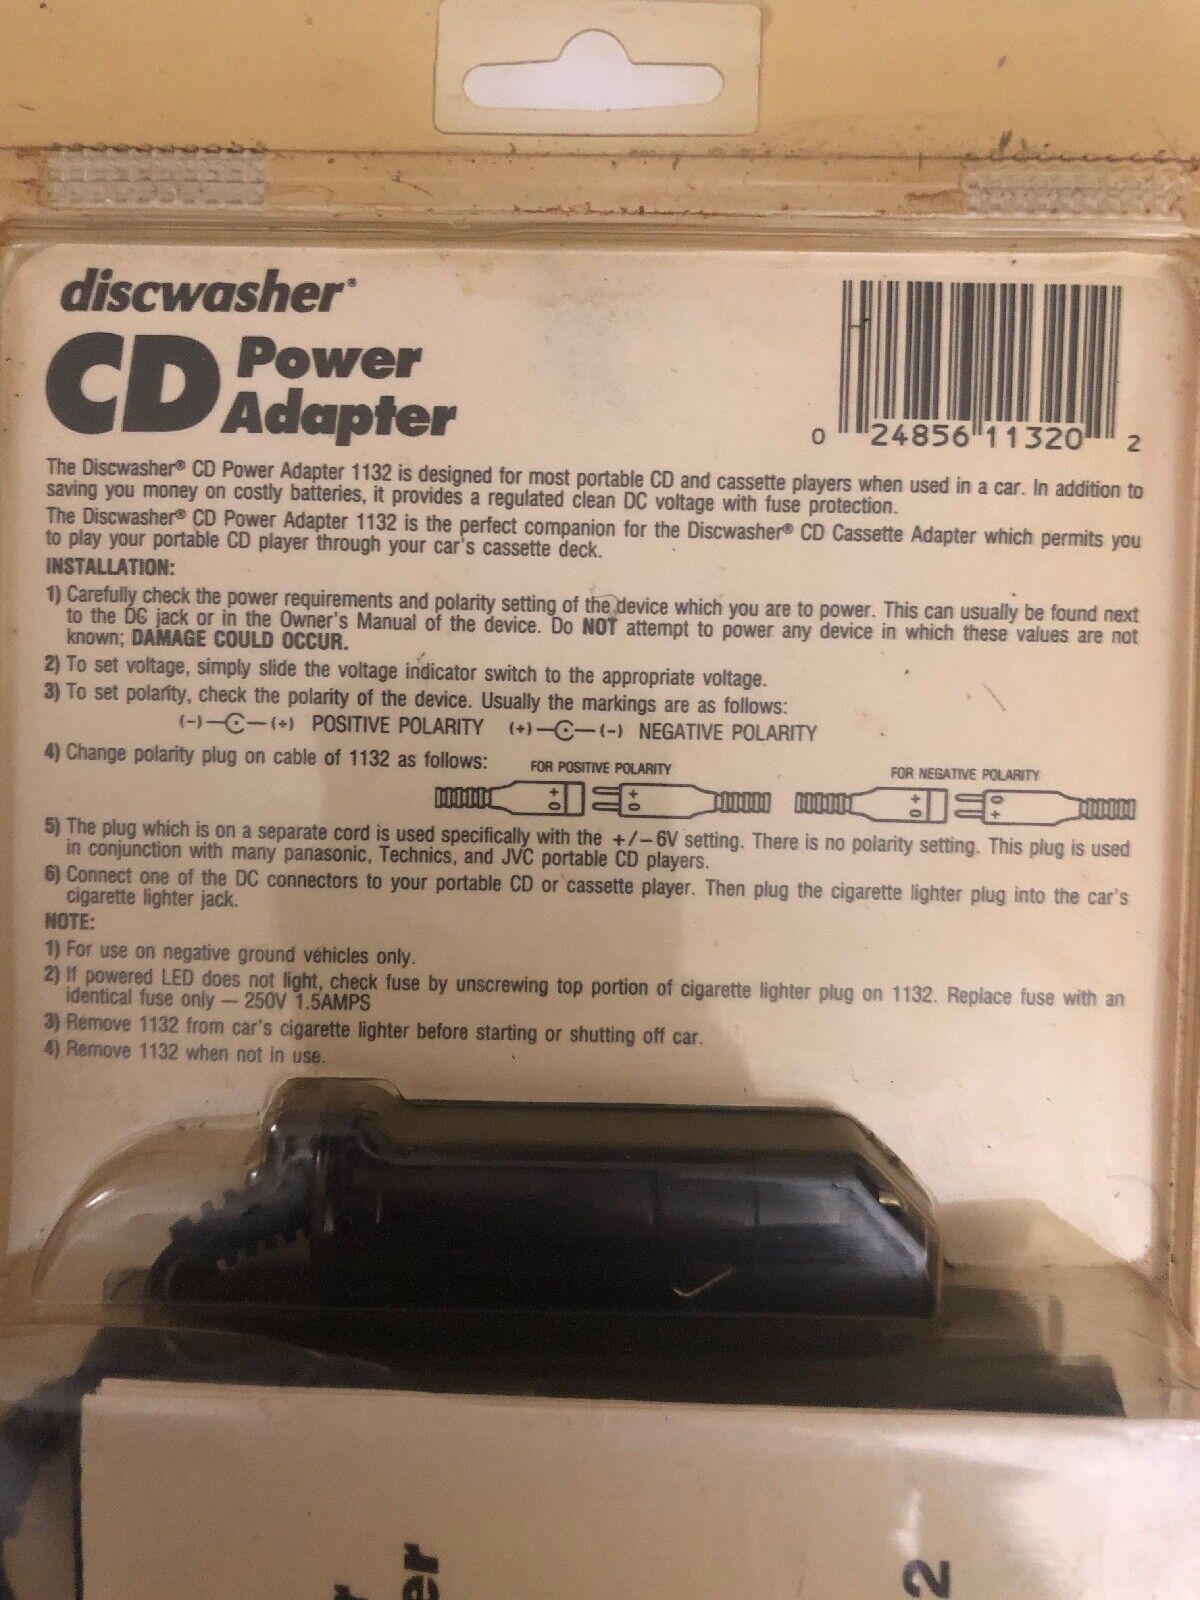 discwasher®
CD Power
Adapter
0 24856 11320 2
The Discwasher® CD Power Adapter 1132 is designed for most portable CD and cassette players when used in a car. In addition to
saving you money on costly batteries, it provides a regulated clean DC voltage with fuse protection.
The Discwasher® CD Power Adapter 1132 is the perfect companion for the Discwasher® CD Cassette Adapter which permits you
to play your portable CD player through your car's cassette deck.
INSTALLATION:
1) Carefully check the power requirements and polarity setting of the device which you are to power. This can usually be found next
to the DC jack or in the Owner's Manual of the device. Do NOT attempt to power any device in which these values are not
known; DAMAGE COULD OCCUR.
2) To set voltage, simply slide the voltage indicator switch to the appropriate voltage.
3) To set polarity, check the polarity of the device. Usually the markings are as follows:
(-) (+) POSITIVE POLARITY (+) (-) NEGATIVE POLARITY
4) Change polarity plug on cable of 1132 as follows:
FOR POSITIVE POLARITY FOR NEGATIVE POLARITY
+ + + 0
0 0 0 +
5) The plug which is on a separate cord is used specifically with the +/-6V setting. There is no polarity setting. This plug is used
in conjunction with many panasonic, Technics, and JVC portable CD players.
6) Connect one of the DC connectors to your portable CD or cassette player. Then plug the cigarette lighter plug into the car's
cigarette lighter jack.
NOTE:
1) For use on negative ground vehicles only.
2) If powered LED does not light, check fuse by unscrewing top portion of cigarette lighter plug on 1132. Replace fuse with an
identical fuse only — 250V 1.5AMPS
3) Remove 1132 from car's cigarette lighter before starting or shutting off car.
4) Remove 1132 when not in use.
er
2